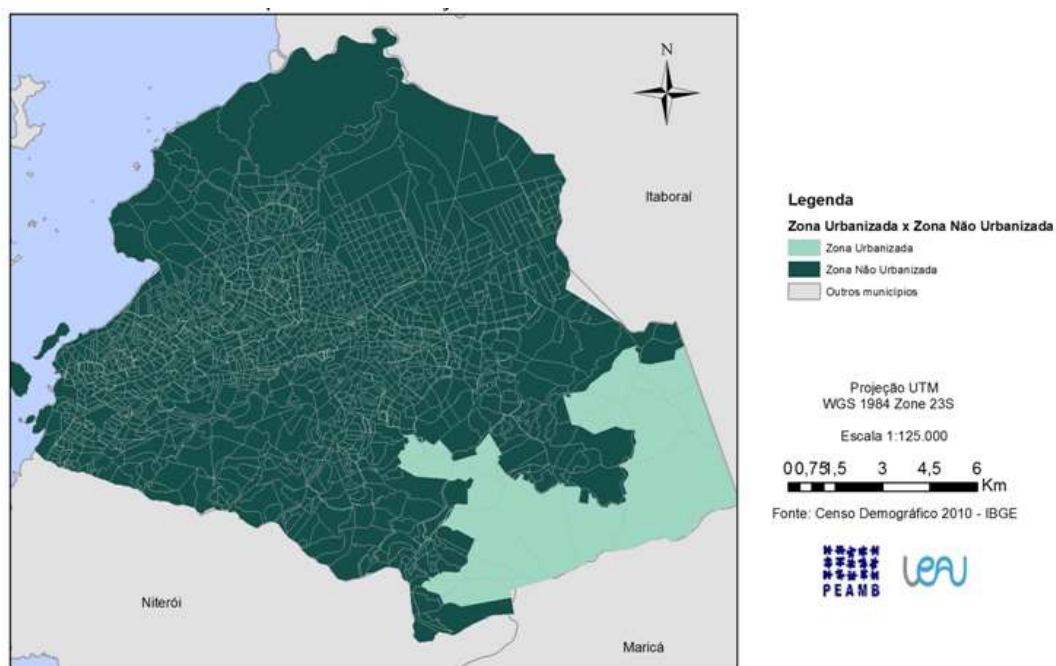 N
Itaboraí
Niterói
Maricá
Legenda
Zona Urbanizada x Zona Não Urbanizada
Zona Urbanizada
Zona Não Urbanizada
Outros municípios
Projeção UTM
WGS 1984 Zone 23S
Escala 1:125.000
0 0,75 1,5 3 4,5 6
Km
Fonte: Censo Demográfico 2010 - IBGE
PEAMB